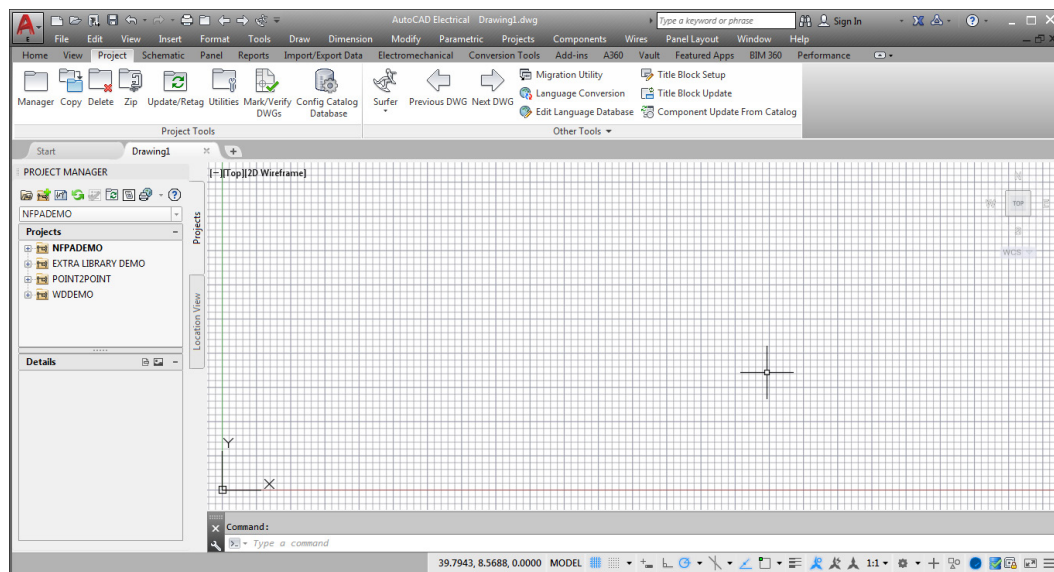 AutoCAD Electrical Drawing1.dwg Type a keyword or phrase Sign In
File Edit View Insert Format Tools Draw Dimension Modify Parametric Projects Components Wires Panel Layout Window Help
Home View Project Schematic Panel Reports Import/Export Data Electromechanical Conversion Tools Add-ins A360 Vault Featured Apps BIM 360 Performance
Manager Copy Delete Zip Update/Retag Utilities Mark/Verify DWGs Config Catalog Database Surfer Previous DWG Next DWG
Migration Utility Title Block Setup
Language Conversion Title Block Update
Edit Language Database Component Update From Catalog
Project Tools Other Tools
Start Drawing1
PROJECT MANAGER
[−][Top][2D Wireframe]
NFPADEMO
Projects
NFPADEMO
EXTRA LIBRARY DEMO
POINT2POINT
WDDEMO
Projects
Location View
Details
W TOP E
WCS
Y
X
Command:
Type a command
39.7943, 8.5688, 0.0000 MODEL 1:1